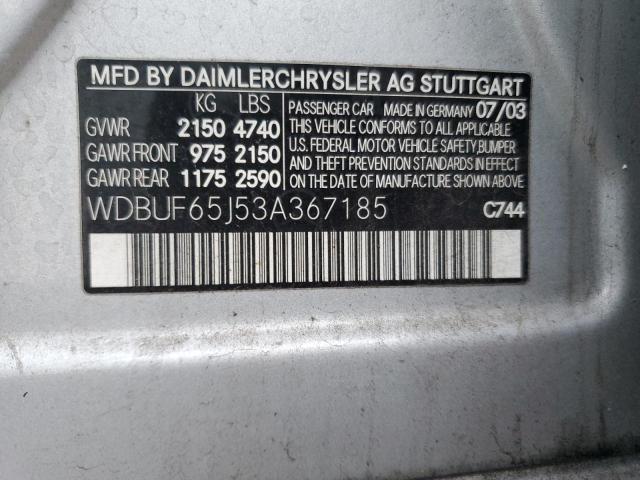 MFD BY DAIMLERCHRYSLER AG STUTTGART
KG LBS
GVWR 2150 4740
GAWR FRONT 975 2150
GAWR REAR 1175 2590
PASSENGER CAR MADE IN GERMANY 07/03
THIS VEHICLE CONFORMS TO ALL APPLICABLE
U.S. FEDERAL MOTOR VEHICLE SAFETY, BUMPER
AND THEFT PREVENTION STANDARDS IN EFFECT
ON THE DATE OF MANUFACTURE SHOWN ABOVE.
WDBUF65J53A367185 C744